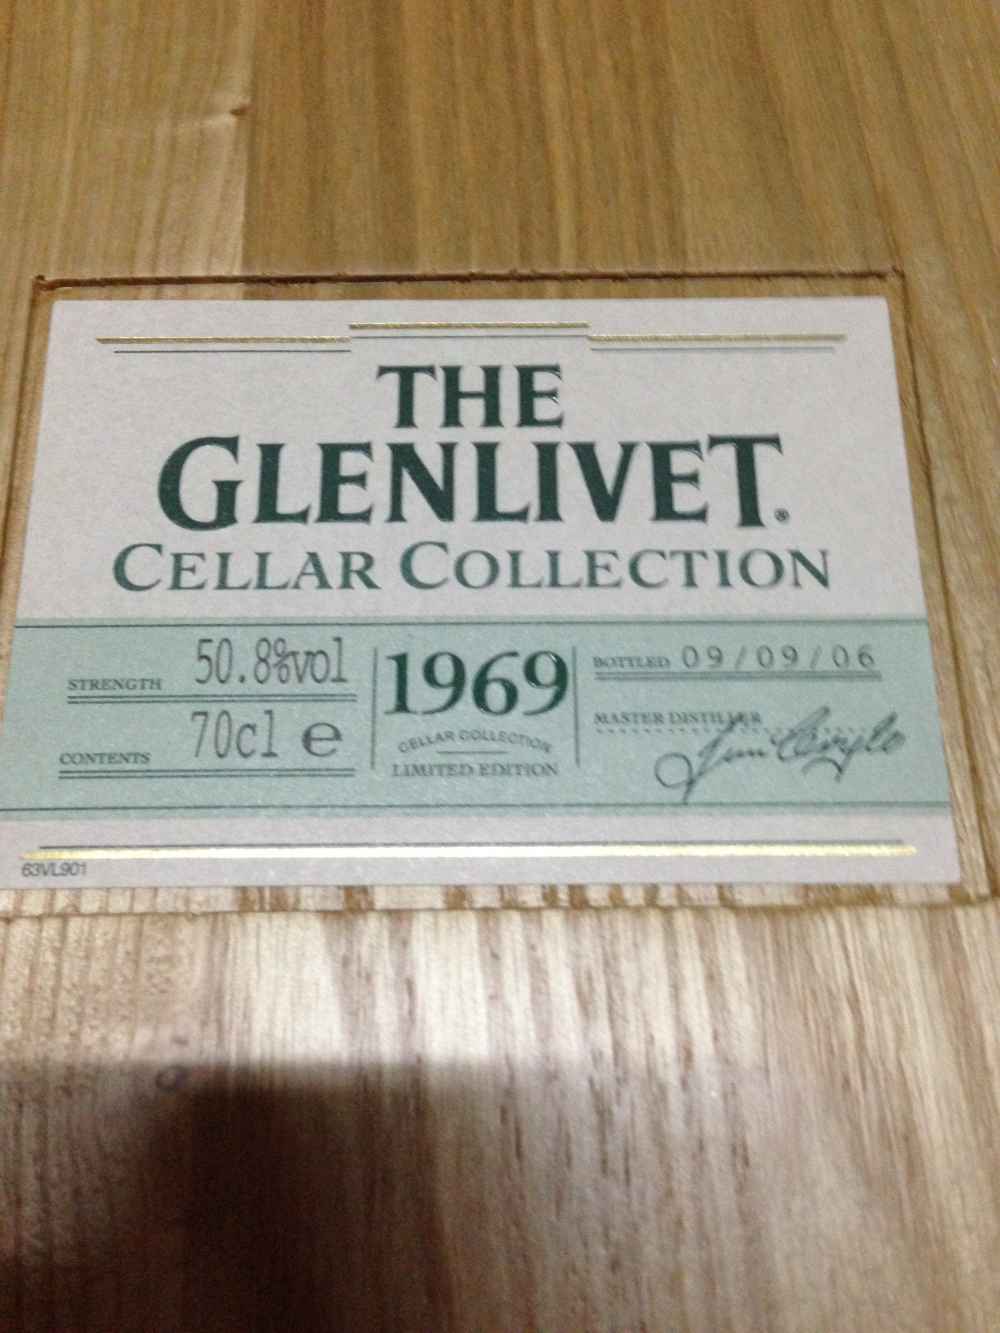 THE
GLENLIVET®
CELLAR COLLECTION
STRENGTH 50.8%vol
CONTENTS 70cl e
1969
CELLAR COLLECTION
LIMITED EDITION
BOTTLED 09/09/06
MASTER DISTILLER
63VL901